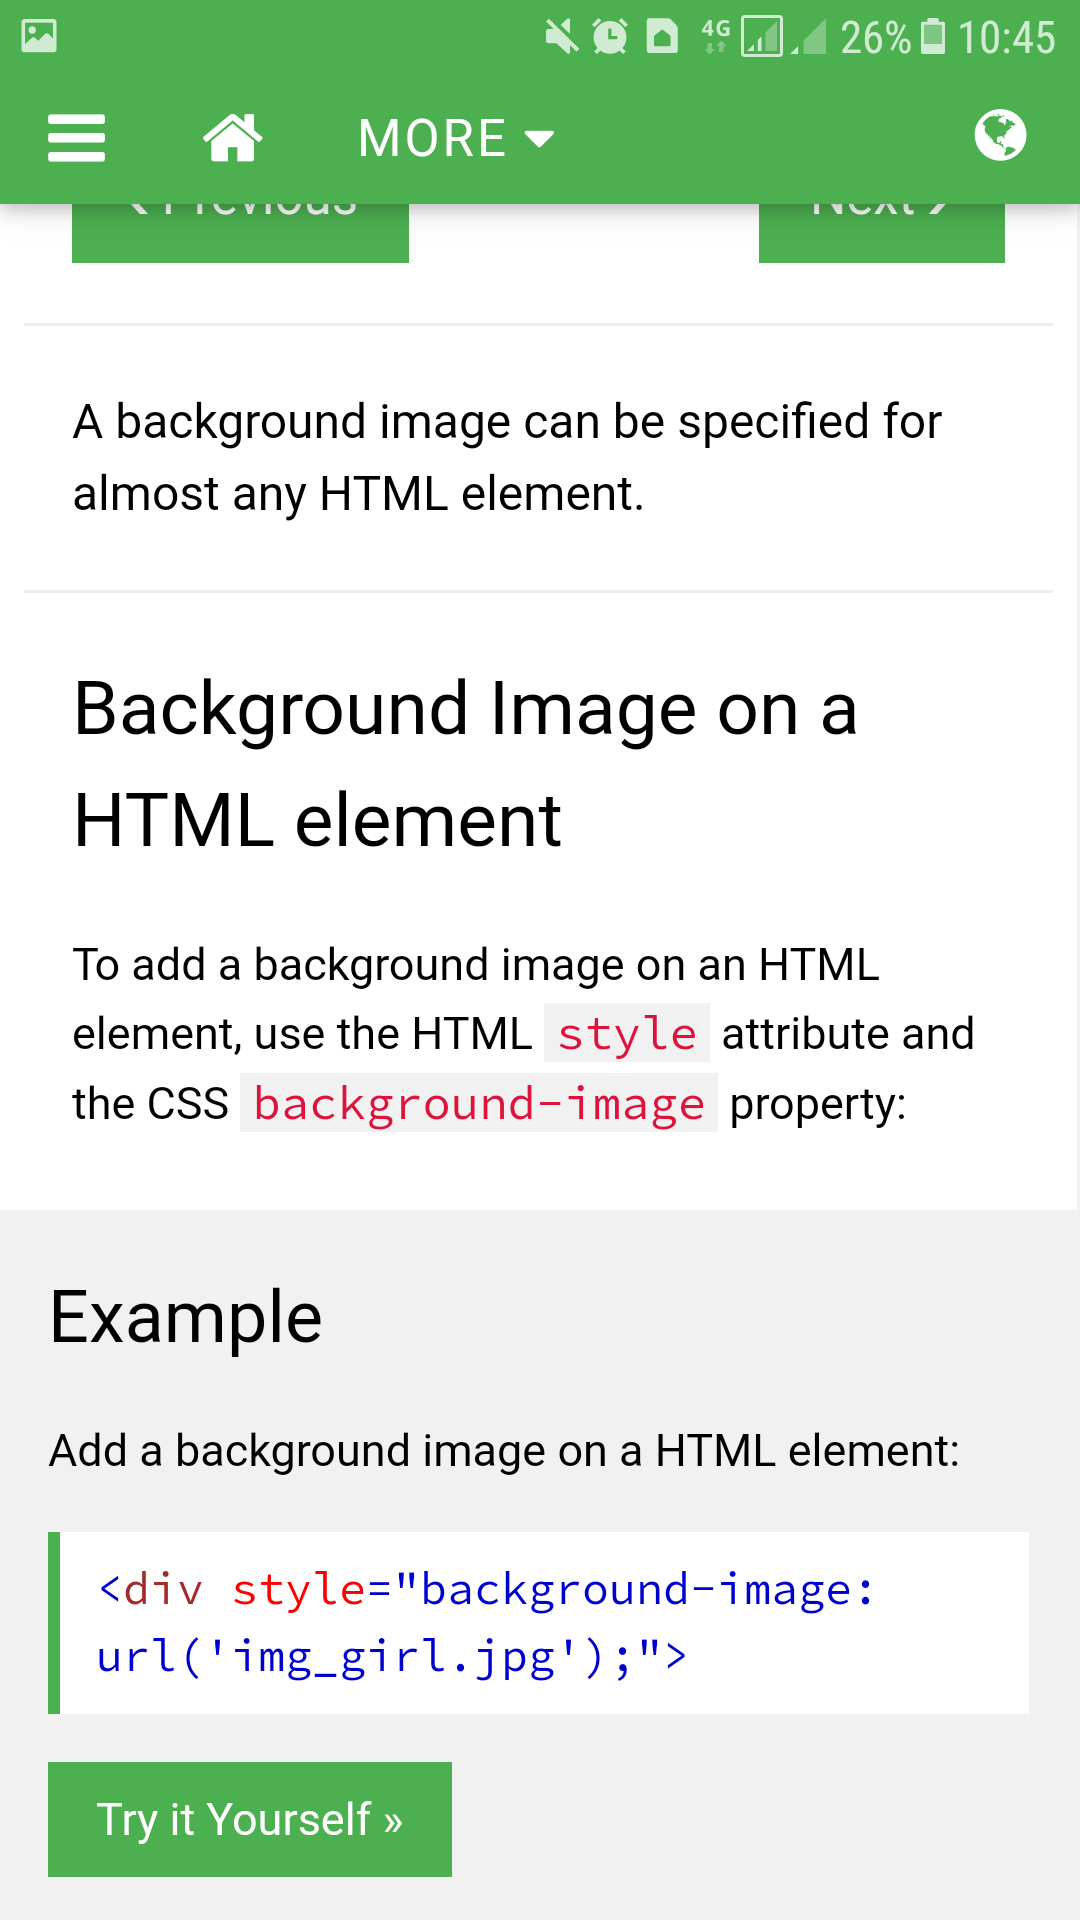 4G 26% 10:45
MORE
Previous Next
A background image can be specified for
almost any HTML element.
Background Image on a
HTML element
To add a background image on an HTML
element, use the HTML style attribute and
the CSS background-image property:
Example
Add a background image on a HTML element:
<div style="background-image:
url('img_girl.jpg');">
Try it Yourself »